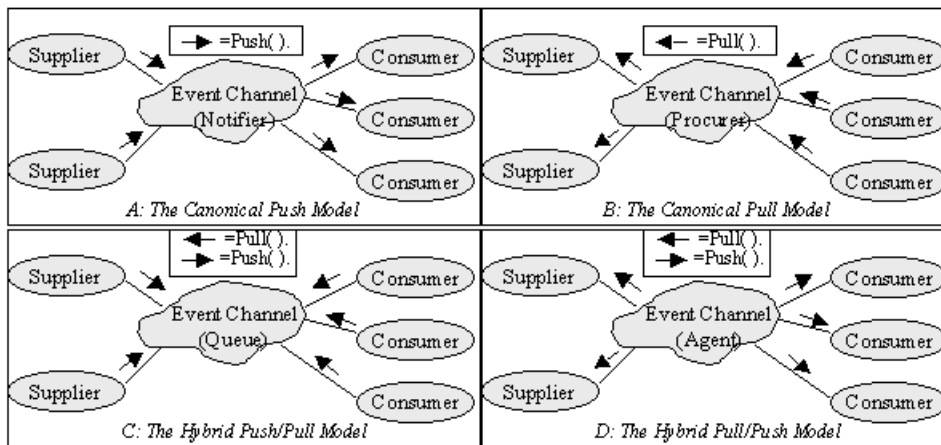 =Push( ).
Supplier
Consumer
Event Channel
(Notifier)
Consumer
Supplier
Consumer
A: The Canonical Push Model
=Pull( ).
Supplier
Consumer
Event Channel
(Procurer)
Consumer
Supplier
Consumer
B: The Canonical Pull Model
=Pull( ).
=Push( ).
Supplier
Consumer
Event Channel
(Queue)
Consumer
Supplier
Consumer
C: The Hybrid Push/Pull Model
=Pull( ).
=Push( ).
Supplier
Consumer
Event Channel
(Agent)
Consumer
Supplier
Consumer
D: The Hybrid Pull/Push Model